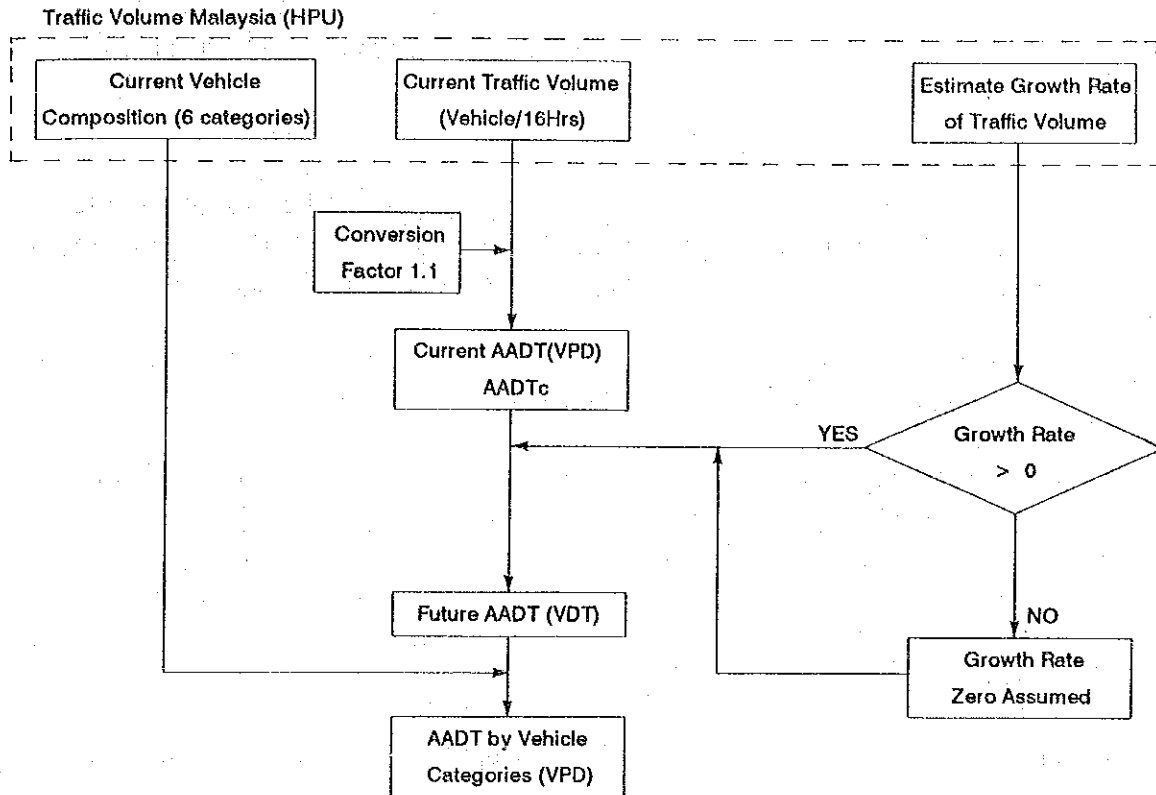 Traffic Volume Malaysia (HPU)
Current Vehicle
Composition (6 categories)
Current Traffic Volume
(Vehicle/16Hrs)
Estimate Growth Rate
of Traffic Volume
Conversion
Factor 1.1
Current AADT(VPD)
AADTc
YES
Growth Rate
> 0
Future AADT (VDT)
NO
Growth Rate
Zero Assumed
AADT by Vehicle
Categories (VPD)